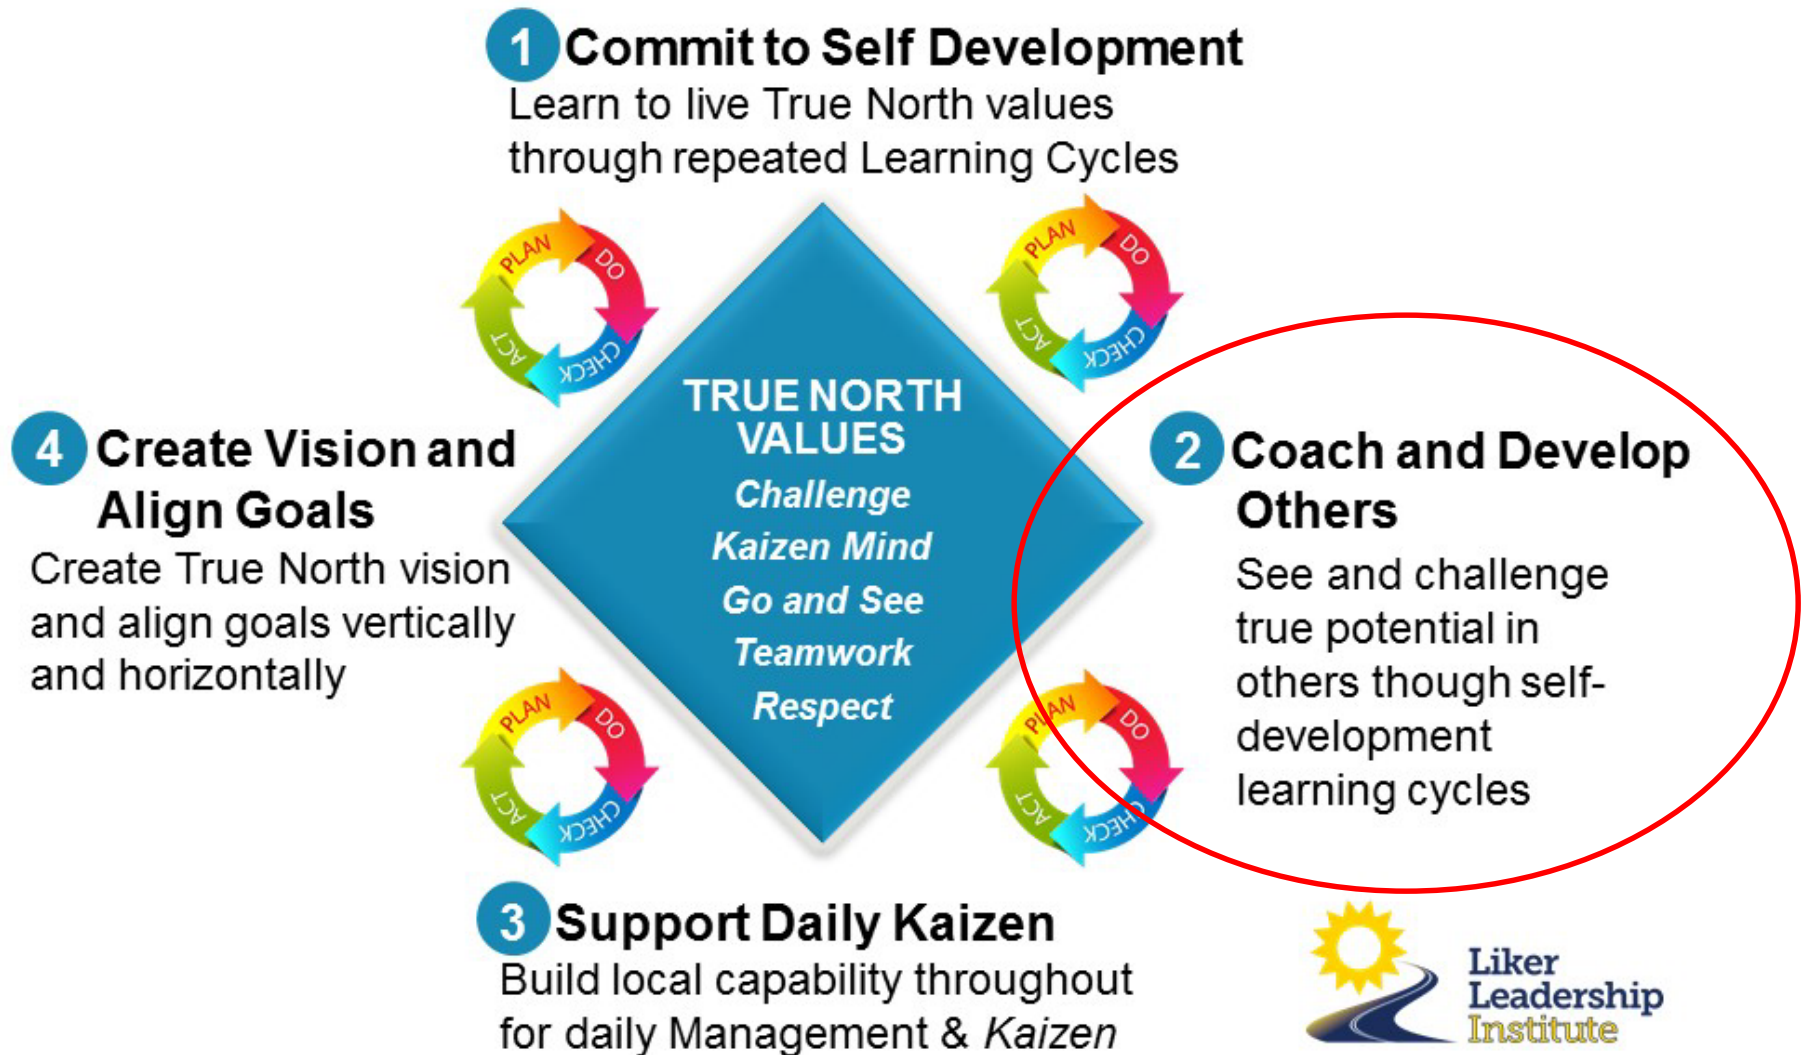 1 Commit to Self Development
Learn to live True North values
through repeated Learning Cycles
PLAN
DO
CHECK
ACT
PLAN
DO
CHECK
ACT
TRUE NORTH
VALUES
Challenge
Kaizen Mind
Go and See
Teamwork
Respect
4 Create Vision and
Align Goals
Create True North vision
and align goals vertically
and horizontally
2 Coach and Develop
Others
See and challenge
true potential in
others though self-
development
learning cycles
PLAN
DO
CHECK
ACT
PLAN
DO
CHECK
ACT
3 Support Daily Kaizen
Build local capability throughout
for daily Management & Kaizen
Liker
Leadership
Institute